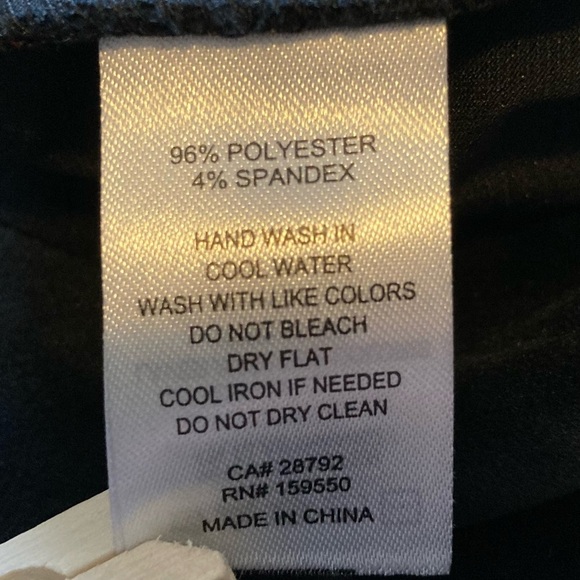 96% POLYESTER
4% SPANDEX
HAND WASH IN
COOL WATER
WASH WITH LIKE COLORS
DO NOT BLEACH
DRY FLAT
COOL IRON IF NEEDED
DO NOT DRY CLEAN
CA# 28792
RN# 159550
MADE IN CHINA